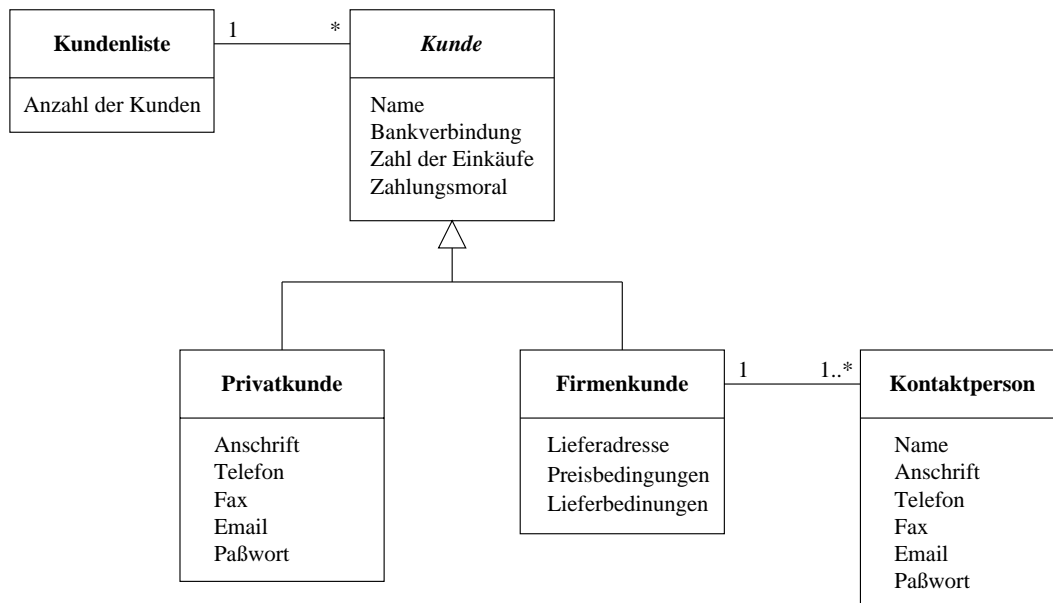 Kundenliste
1
*
Kunde
Anzahl der Kunden
Name
Bankverbindung
Zahl der Einkäufe
Zahlungsmoral
Privatkunde
Anschrift
Telefon
Fax
Email
Paßwort
Firmenkunde
1
1..*
Lieferadresse
Preisbedingungen
Lieferbedinungen
Kontaktperson
Name
Anschrift
Telefon
Fax
Email
Paßwort